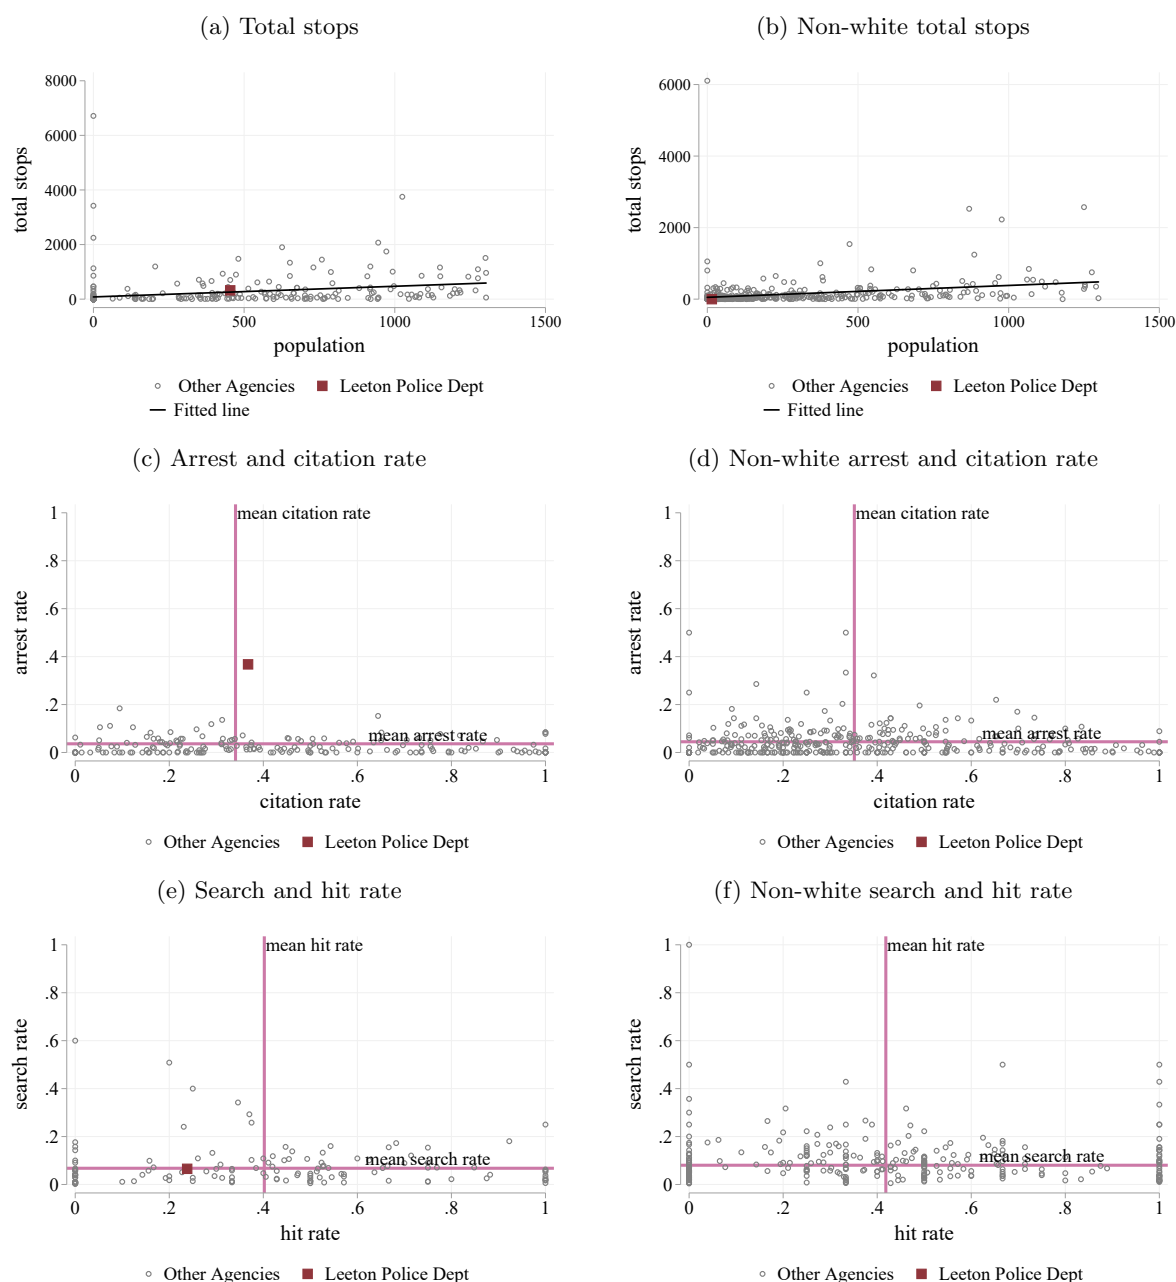 (a) Total stops
(b) Non-white total stops
total stops
8000
6000
4000
2000
0
0 500 1000 1500
population
Other Agencies Leeton Police Dept
Fitted line
total stops
6000
4000
2000
0
0 500 1000 1500
population
Other Agencies Leeton Police Dept
Fitted line
(c) Arrest and citation rate
(d) Non-white arrest and citation rate
arrest rate
1
.8
.6
.4
.2
0
mean citation rate
mean arrest rate
0 .2 .4 .6 .8 1
citation rate
Other Agencies Leeton Police Dept
arrest rate
1
.8
.6
.4
.2
0
mean citation rate
mean arrest rate
0 .2 .4 .6 .8 1
citation rate
Other Agencies Leeton Police Dept
(e) Search and hit rate
(f) Non-white search and hit rate
search rate
1
.8
.6
.4
.2
0
mean hit rate
mean search rate
0 .2 .4 .6 .8 1
hit rate
Other Agencies Leeton Police Dept
search rate
1
.8
.6
.4
.2
0
mean hit rate
mean search rate
0 .2 .4 .6 .8 1
hit rate
Other Agencies Leeton Police Dept